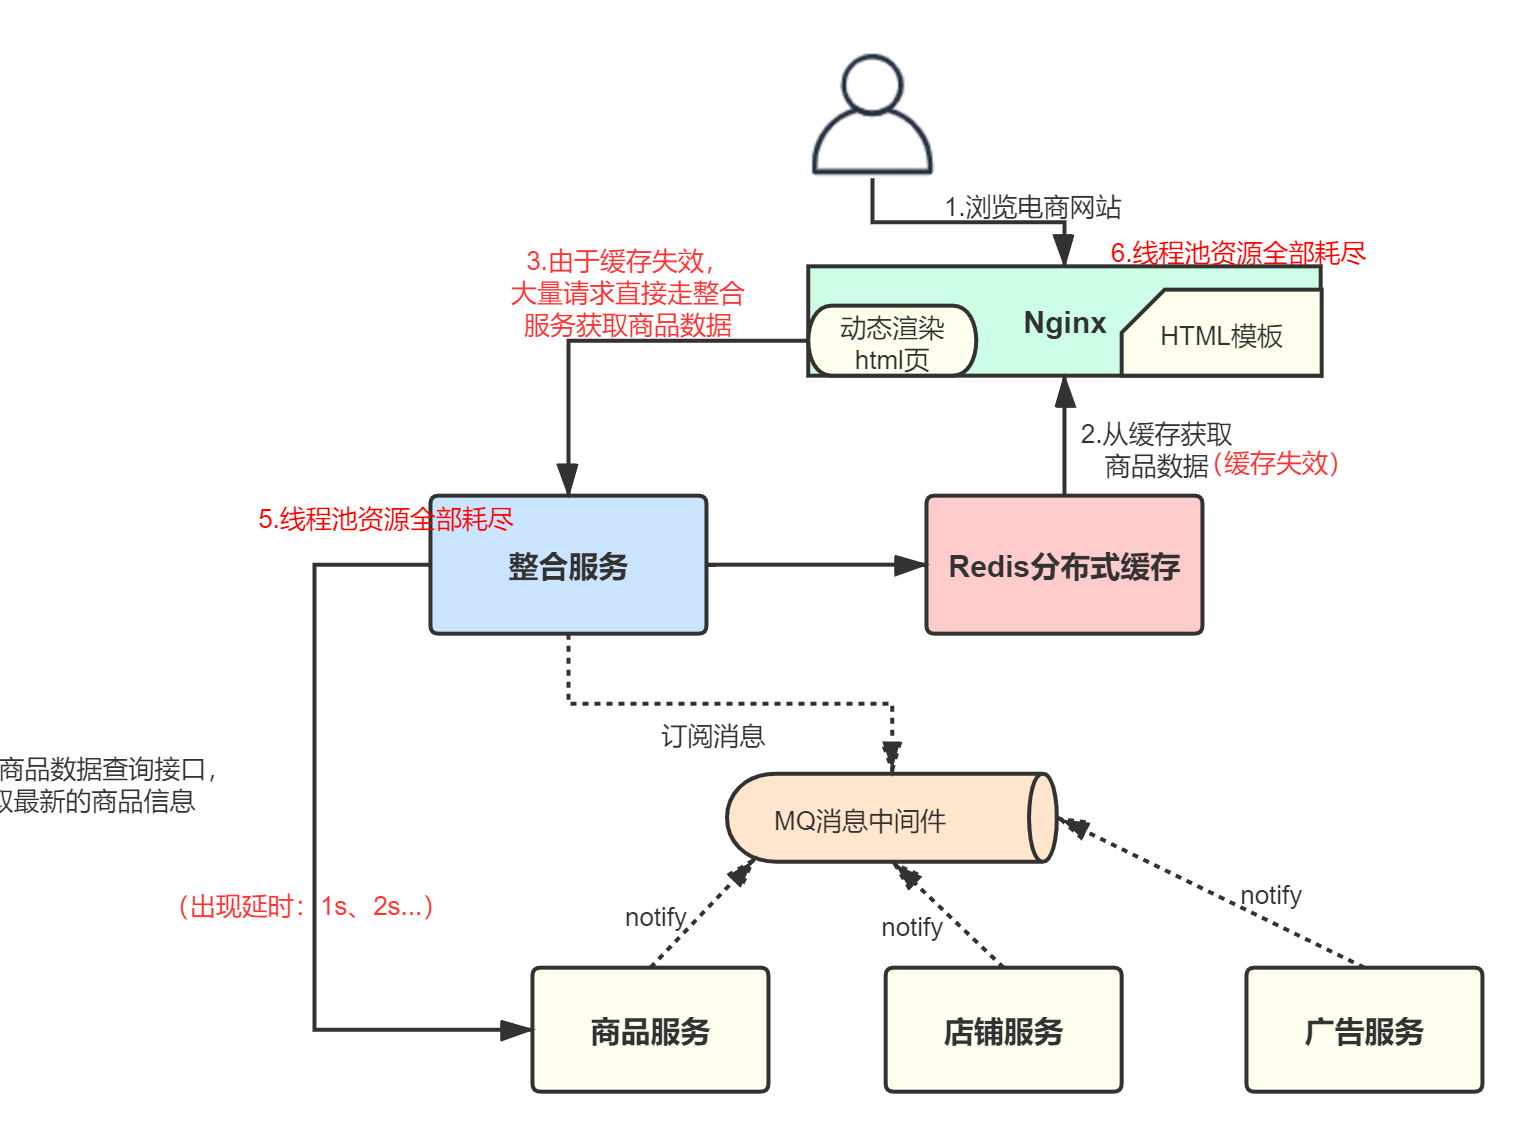 1.浏览电商网站
6.线程池资源全部耗尽
3.由于缓存失效，
大量请求直接走整合
服务获取商品数据
动态渲染
html页
Nginx
HTML模板
2.从缓存获取
商品数据（缓存失效）
5.线程池资源全部耗尽
整合服务
Redis分布式缓存
订阅消息
商品数据查询接口，
取最新的商品信息
MQ消息中间件
（出现延时：1s、2s...）
notify
notify
notify
商品服务
店铺服务
广告服务